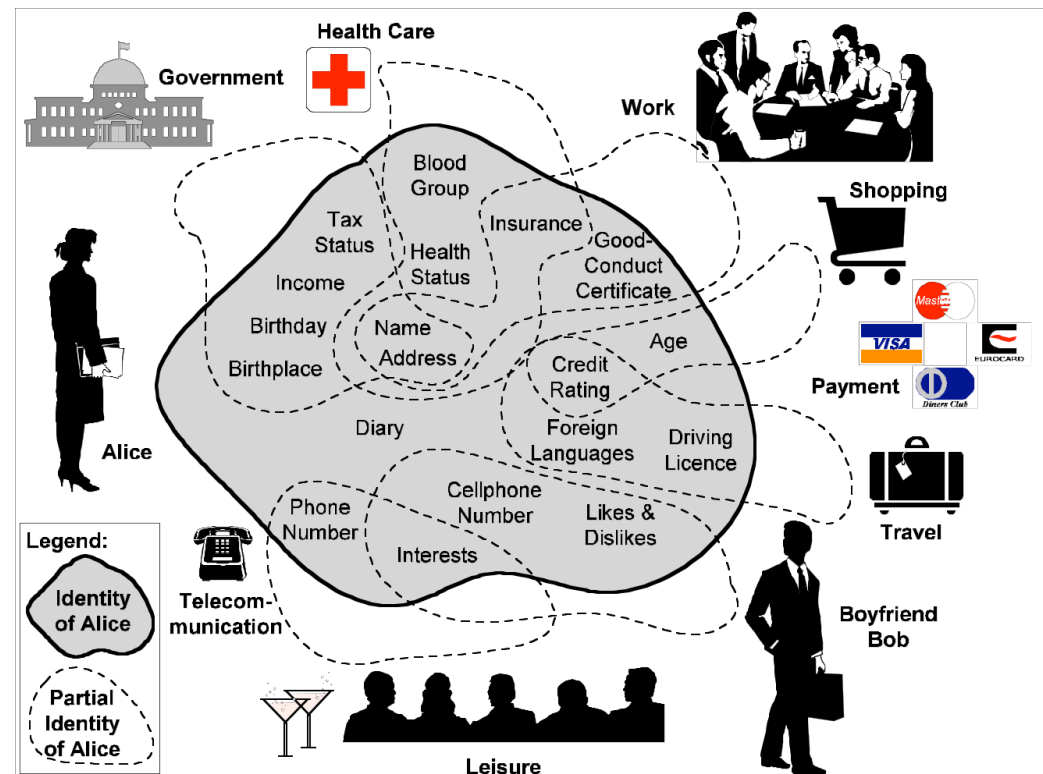 Health Care
Government
Work
Shopping
Blood
Group
Tax
Status
Insurance
Good-
Conduct
Certificate
Health
Status
Income
Birthday
Birthplace
Name
Address
Age
Credit
Rating
Master
VISA
EUROCARD
Diners Club
Payment
Diary
Foreign
Languages
Driving
Licence
Alice
Travel
Phone
Number
Cellphone
Number
Likes &
Dislikes
Interests
Telecom-
munication
Boyfriend
Bob
Leisure
Legend:
Identity
of Alice
Partial
Identity
of Alice